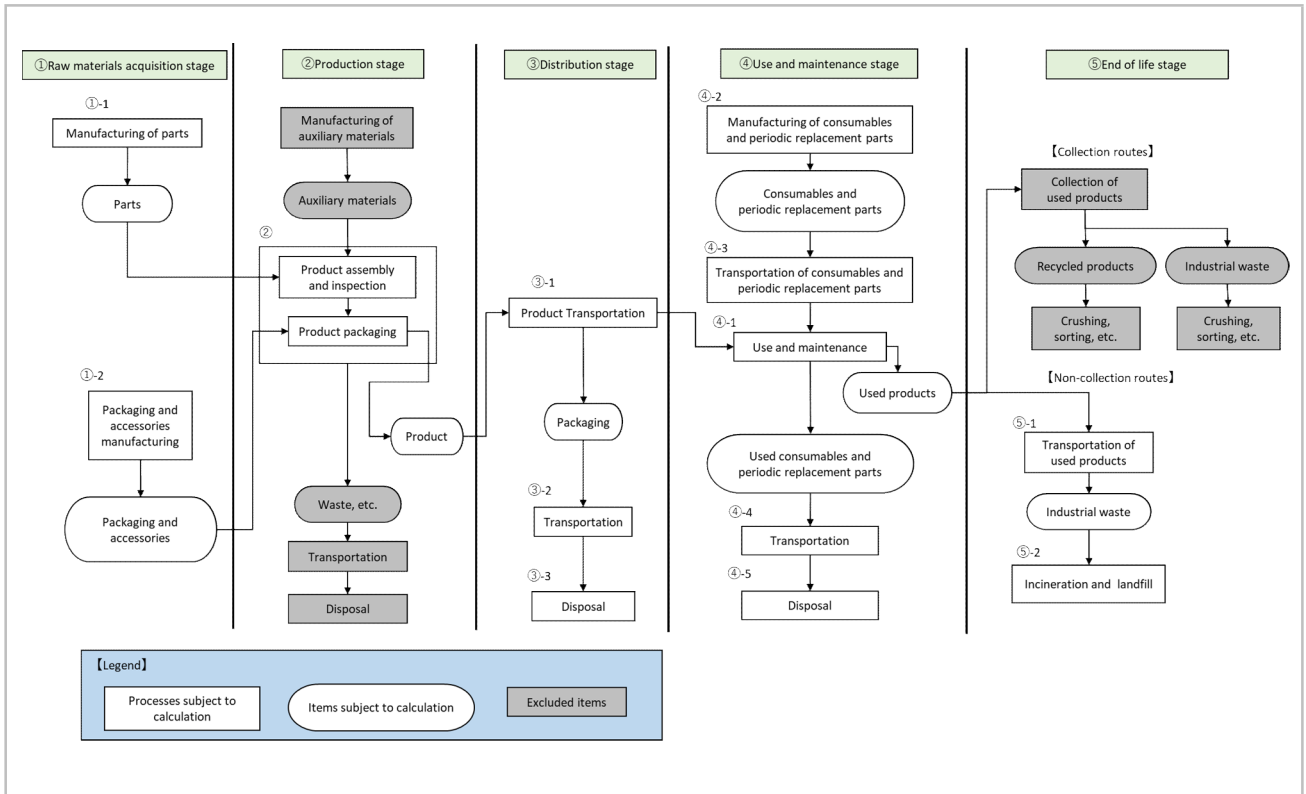 ①Raw materials acquisition stage
①-1
Manufacturing of parts
Parts
①-2
Packaging and
accessories
manufacturing
Packaging and
accessories
②Production stage
Manufacturing of
auxiliary materials
Auxiliary materials
②
Product assembly
and inspection
Product packaging
Product
Waste, etc.
Transportation
Disposal
③Distribution stage
③-1
Product Transportation
Packaging
③-2
Transportation
③-3
Disposal
④Use and maintenance stage
④-2
Manufacturing of consumables
and periodic replacement parts
Consumables and
periodic replacement parts
④-3
Transportation of consumables and
periodic replacement parts
④-1
Use and maintenance
Used products
Used consumables and
periodic replacement parts
④-4
Transportation
④-5
Disposal
⑤End of life stage
【Collection routes】
Collection of
used products
Recycled products
Industrial waste
Crushing,
sorting, etc.
Crushing,
sorting, etc.
【Non-collection routes】
⑤-1
Transportation of
used products
Industrial waste
⑤-2
Incineration and landfill
【Legend】
Processes subject to
calculation
Items subject to calculation
Excluded items